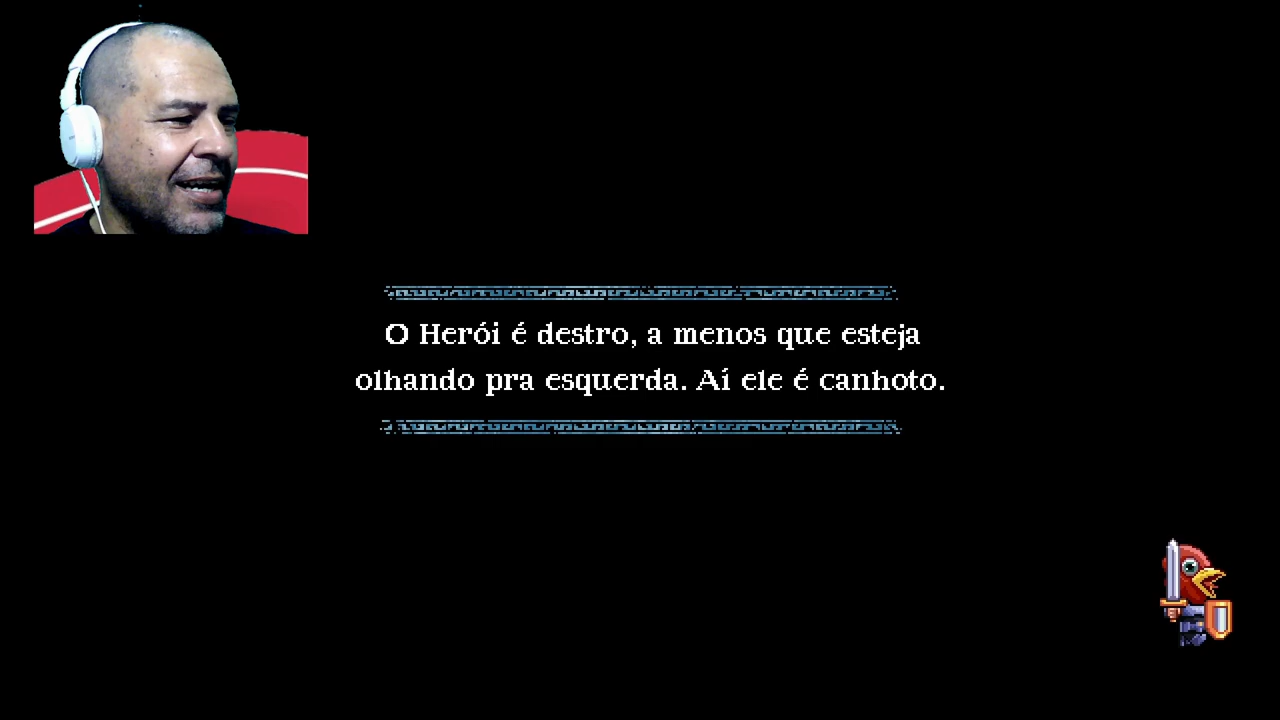 O Herói é destro, a menos que esteja
olhando pra esquerda. Aí ele é canhoto.